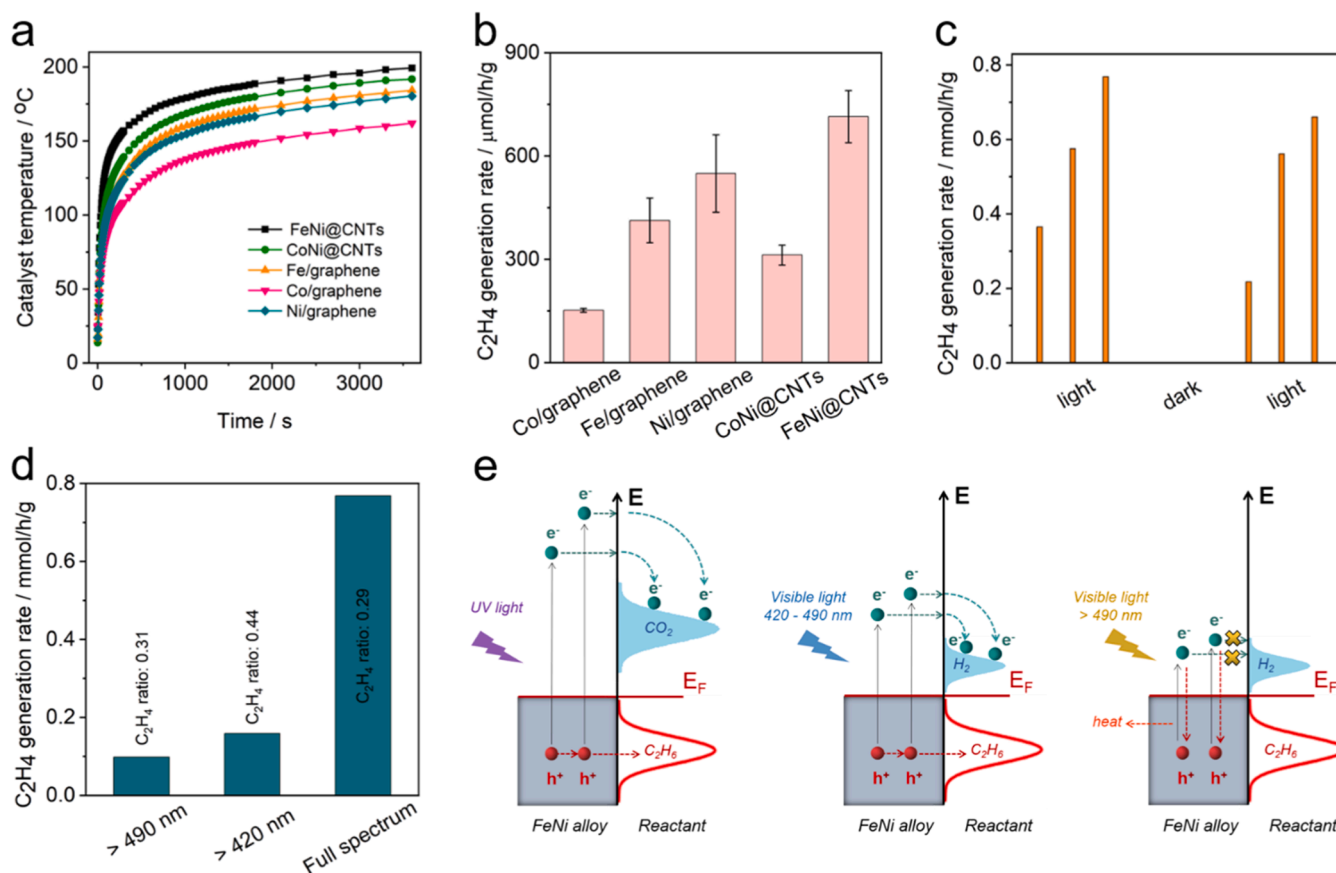 a
Catalyst temperature / °C
200
150
100
50
0
0
1000
2000
3000
Time / s
FeNi@CNTs
CoNi@CNTs
Fe/graphene
Co/graphene
Ni/graphene
b
C₂H₄ generation rate / μmol/h/g
900
600
300
0
Co/graphene
Fe/graphene
Ni/graphene
CoNi@CNTs
FeNi@CNTs
c
C₂H₄ generation rate / mmol/h/g
0.8
0.6
0.4
0.2
0.0
light
dark
light
d
C₂H₄ generation rate / mmol/h/g
0.8
0.6
0.4
0.2
0.0
C₂H₄ ratio: 0.31
C₂H₄ ratio: 0.44
C₂H₄ ratio: 0.29
> 490 nm
> 420 nm
Full spectrum
e
E
e⁻
e⁻
e⁻
e⁻
UV light
CO₂
E_F
C₂H₆
h⁺
h⁺
FeNi alloy
Reactant
E
e⁻
e⁻
e⁻
e⁻
Visible light
420 - 490 nm
H₂
E_F
C₂H₆
h⁺
h⁺
FeNi alloy
Reactant
E
e⁻
e⁻
Visible light
> 490 nm
H₂
E_F
heat
C₂H₆
h⁺
h⁺
FeNi alloy
Reactant